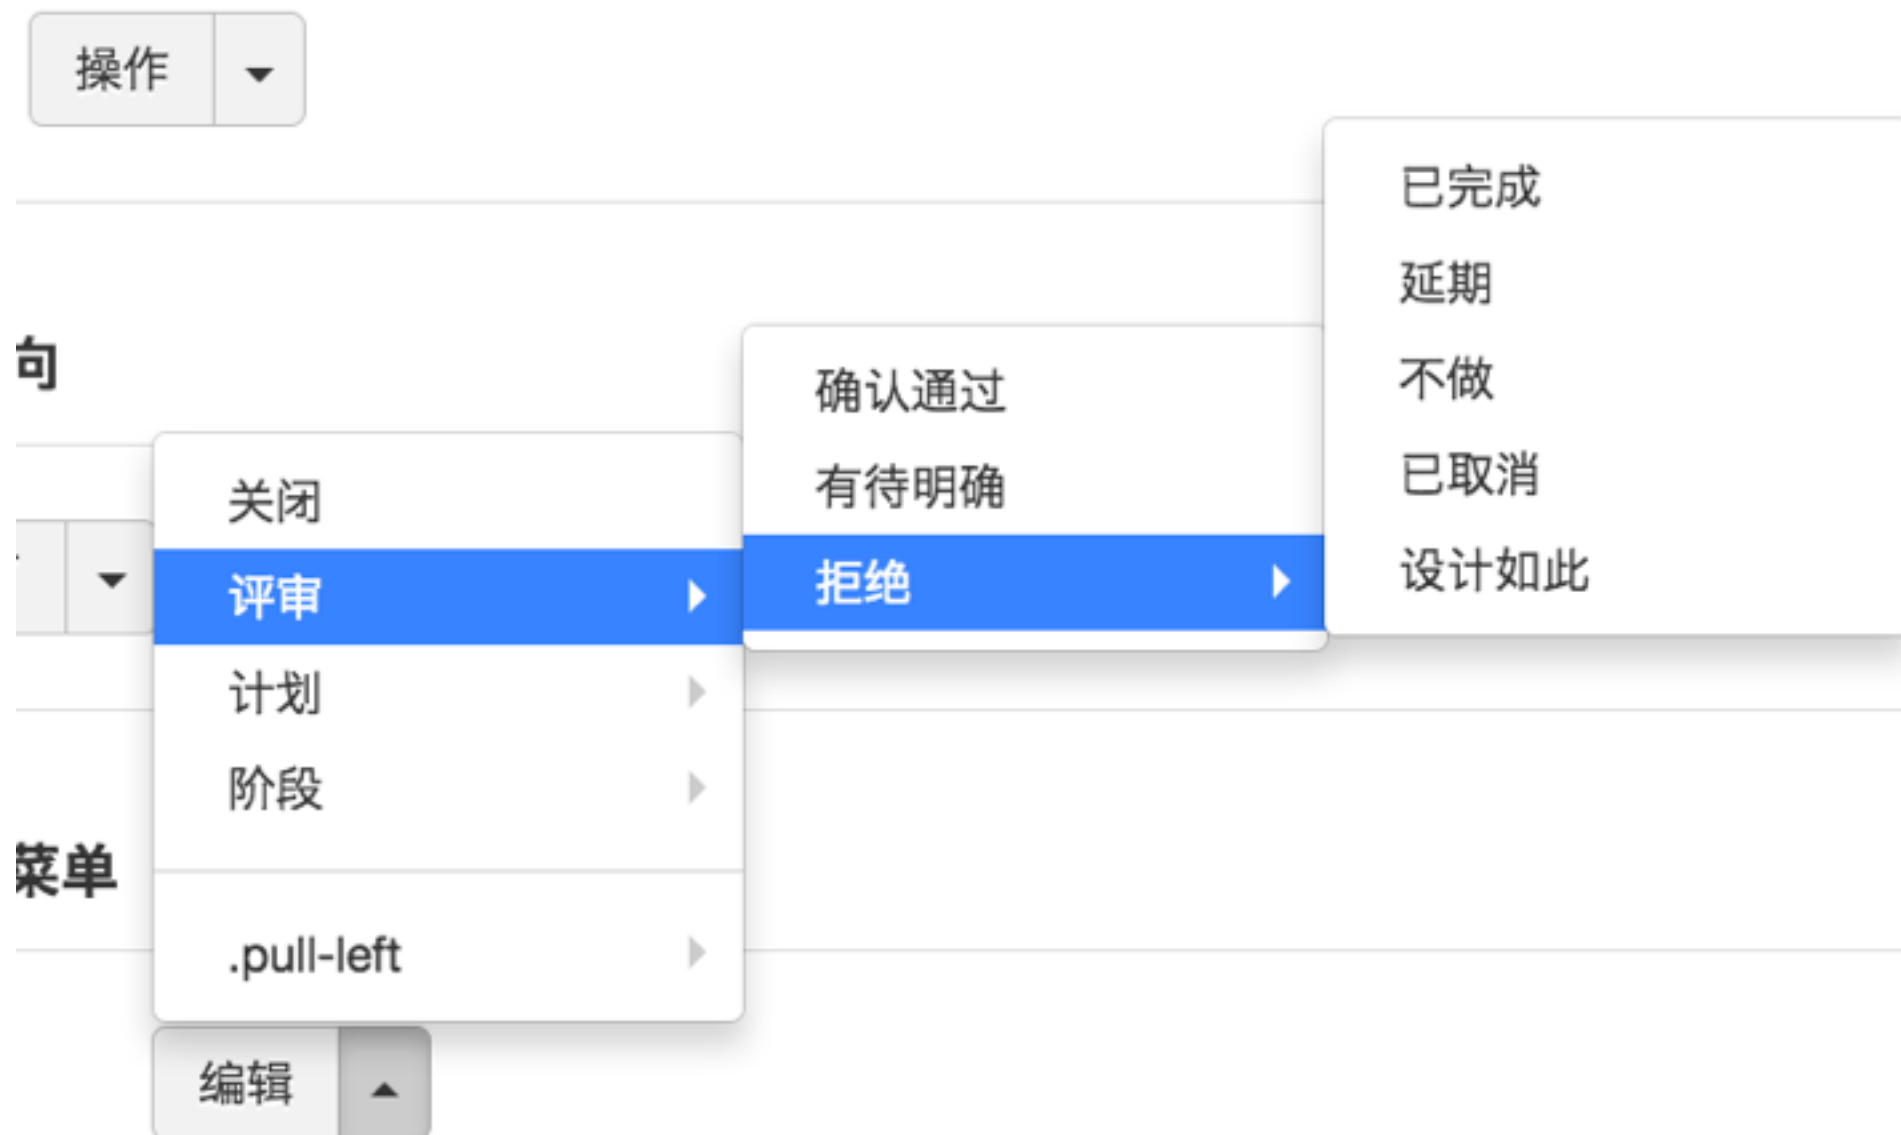 操作
向
关闭
评审
计划
阶段
.pull-left
确认通过
有待明确
拒绝
已完成
延期
不做
已取消
设计如此
菜单
编辑